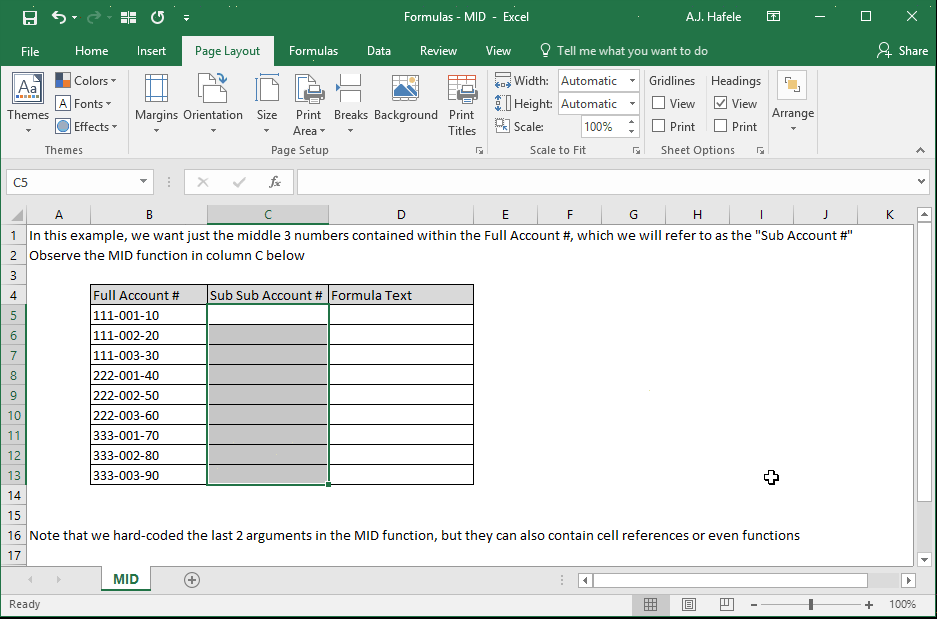 Formulas - MID - Excel A.J. Hafele
File Home Insert Page Layout Formulas Data Review View Tell me what you want to do Share
Themes Aa Colors A Fonts Effects Margins Orientation Size Print Area Breaks Background Print Titles Width: Automatic Height: Automatic Scale: 100% Gridlines View Print Headings View Print Arrange
Themes Page Setup Scale to Fit Sheet Options
C5 fx
A B C D E F G H I J K
1 In this example, we want just the middle 3 numbers contained within the Full Account #, which we will refer to as the "Sub Account #"
2 Observe the MID function in column C below
3
4 Full Account # Sub Sub Account # Formula Text
5 111-001-10
6 111-002-20
7 111-003-30
8 222-001-40
9 222-002-50
10 222-003-60
11 333-001-70
12 333-002-80
13 333-003-90
14
15
16 Note that we hard-coded the last 2 arguments in the MID function, but they can also contain cell references or even functions
17
MID
Ready 100%